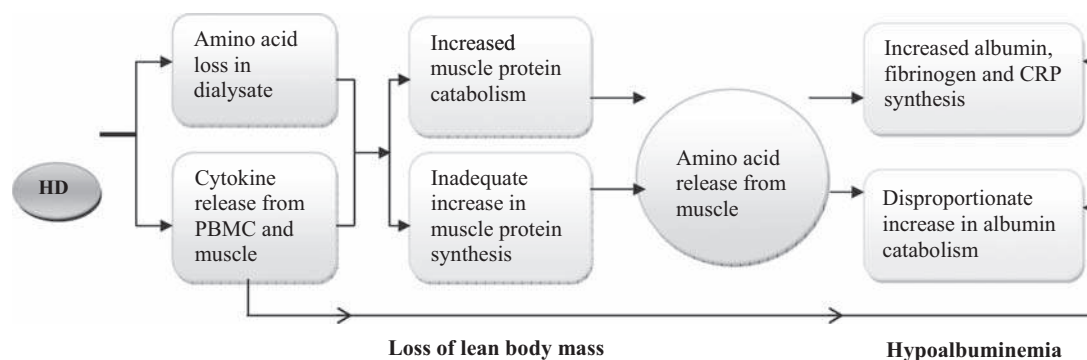 HD
Amino acid
loss in
dialysate
Cytokine
release from
PBMC and
muscle
Increased
muscle protein
catabolism
Inadequate
increase in
muscle protein
synthesis
Amino acid
release from
muscle
Increased albumin,
fibrinogen and CRP
synthesis
Disproportionate
increase in albumin
catabolism
Loss of lean body mass
Hypoalbuminemia